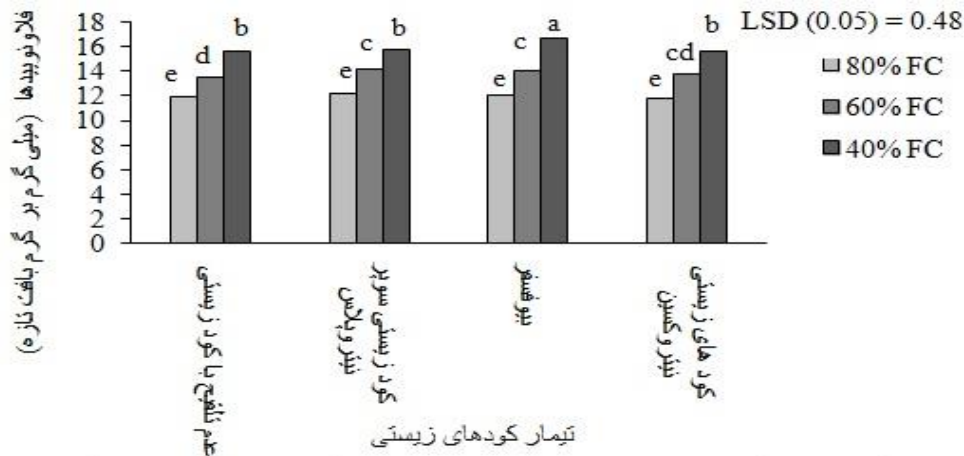 فلاونوییدها (میلی گرم بر گرم بافت تازه)
18
16
14
12
10
8
6
4
2
0
e d b
e c b
e c a
e cd b
LSD (0.05) = 0.48
80% FC
60% FC
40% FC
عدم تلقیح با کود زیستی
کود زیستی سوپر
نیتروپلاس
بیوفسفر
کود های زیستی
نیتروکسین
تیمار کودهای زیستی